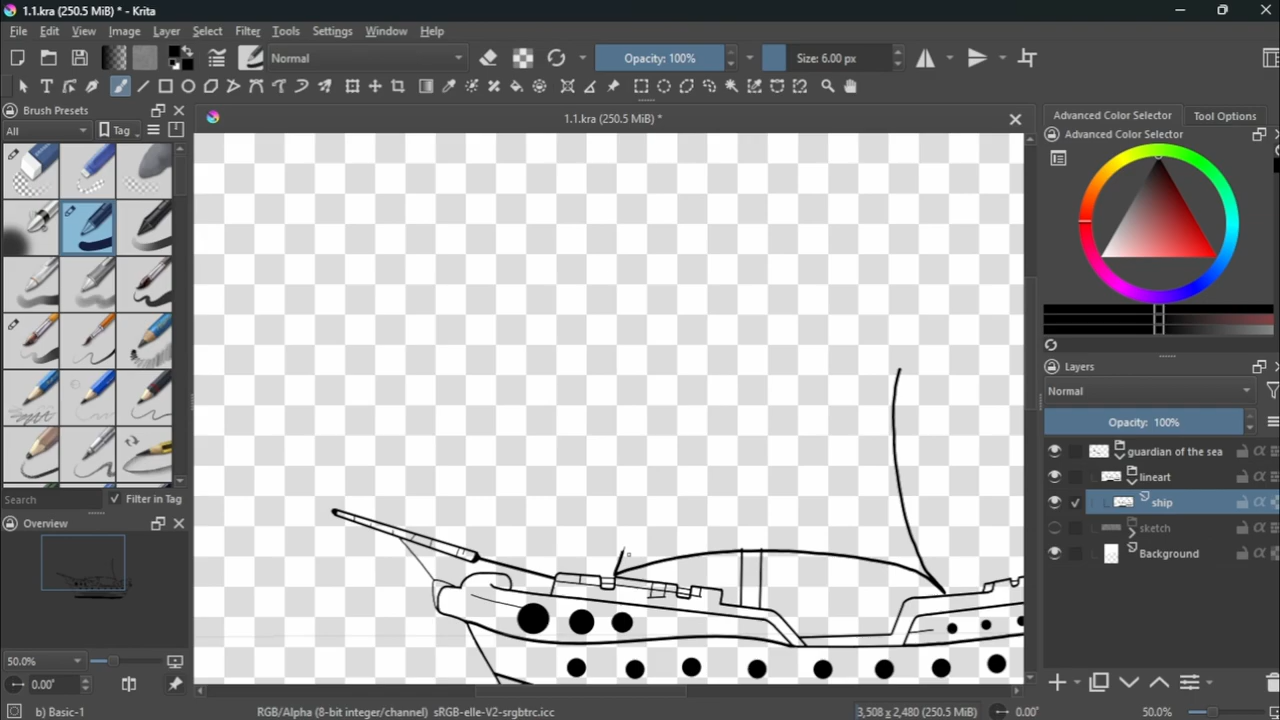 1.1.kra (250.5 MiB) * - Krita
File Edit View Image Layer Select Filter Tools Settings Window Help
Normal Opacity: 100% Size: 6.00 px
Brush Presets
All Tag
1.1.kra (250.5 MiB) *
Advanced Color Selector Tool Options
Advanced Color Selector
Layers
Normal
Opacity: 100%
guardian of the sea
lineart
ship
sketch
Background
Search Filter in Tag
Overview
50.0%
0.00°
b) Basic-1 RGB/Alpha (8-bit integer/channel) sRGB-elle-V2-srgbtrc.icc 3,508 x 2,480 (250.5 MiB) 0.00° 50.0%